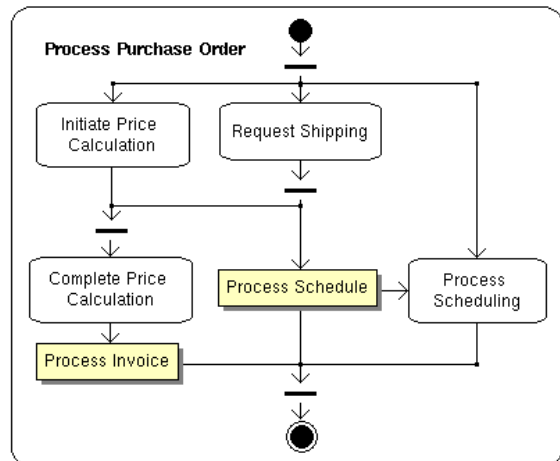 Process Purchase Order
Initiate Price
Calculation
Request Shipping
Complete Price
Calculation
Process Schedule
Process
Scheduling
Process Invoice